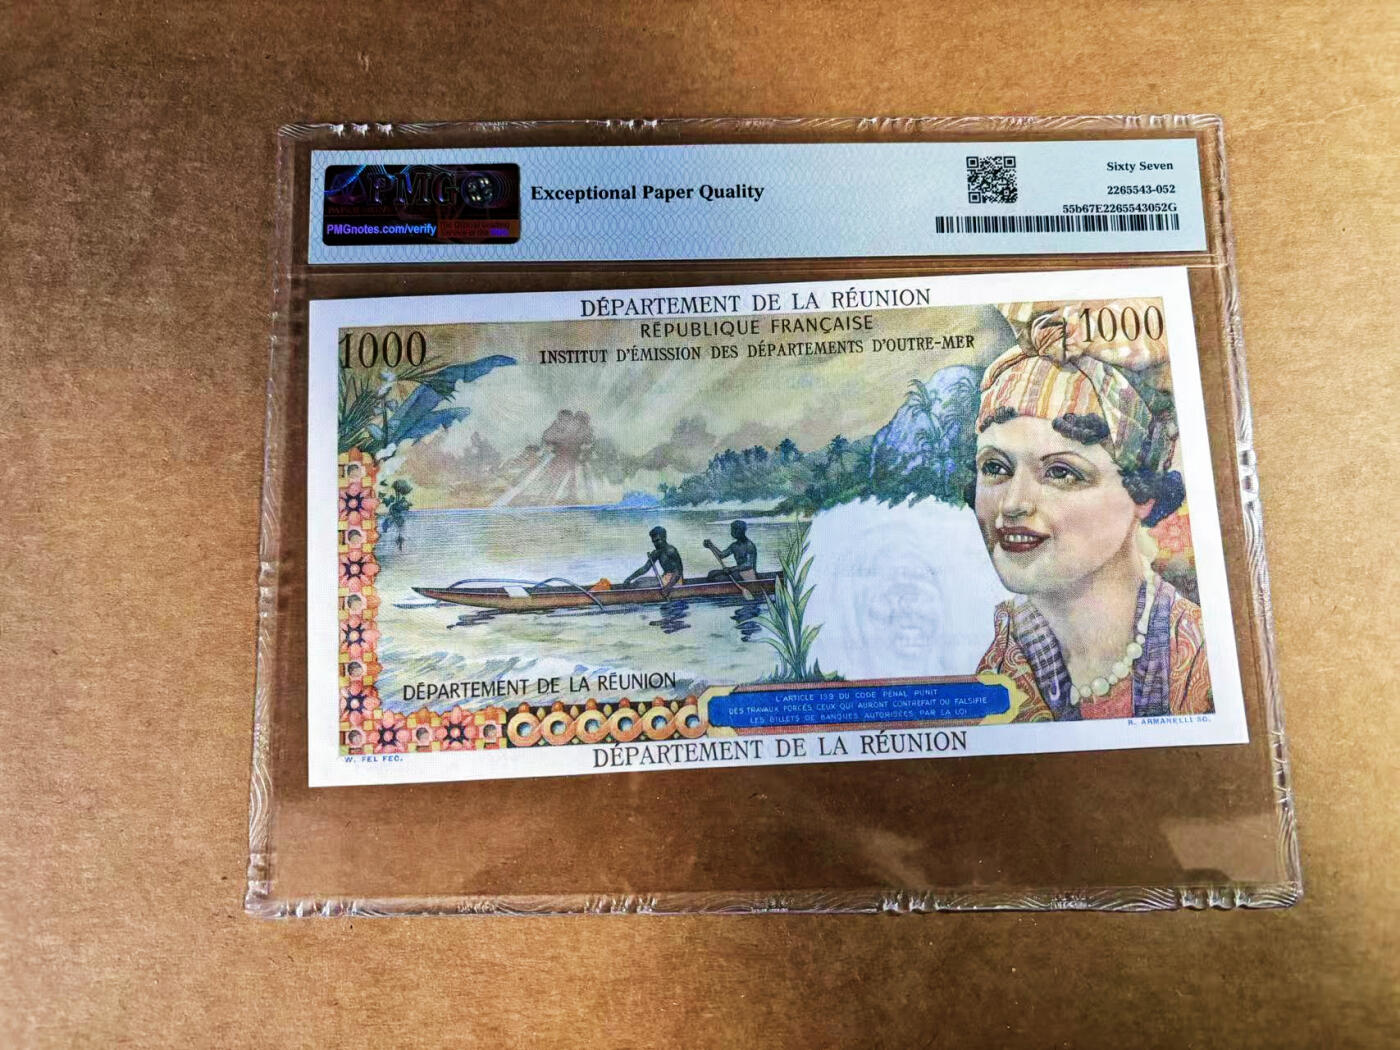 PMG
PMGnotes.com/verify
Exceptional Paper Quality
Sixty Seven
2265543-052
55b67E2265543052G
DÉPARTEMENT DE LA RÉUNION
RÉPUBLIQUE FRANÇAISE
INSTITUT D'ÉMISSION DES DÉPARTEMENTS D'OUTRE-MER
1000
1000
DÉPARTEMENT DE LA RÉUNION
L'ARTICLE 139 DU CODE PÉNAL PUNIT
DES TRAVAUX FORCÉS CEUX QUI AURONT CONTREFAIT OU FALSIFIÉ
LES BILLETS DE BANQUES AUTORISÉES PAR LA LOI
W. FEL FEC.
R. ARMANELLI SC.
DÉPARTEMENT DE LA RÉUNION